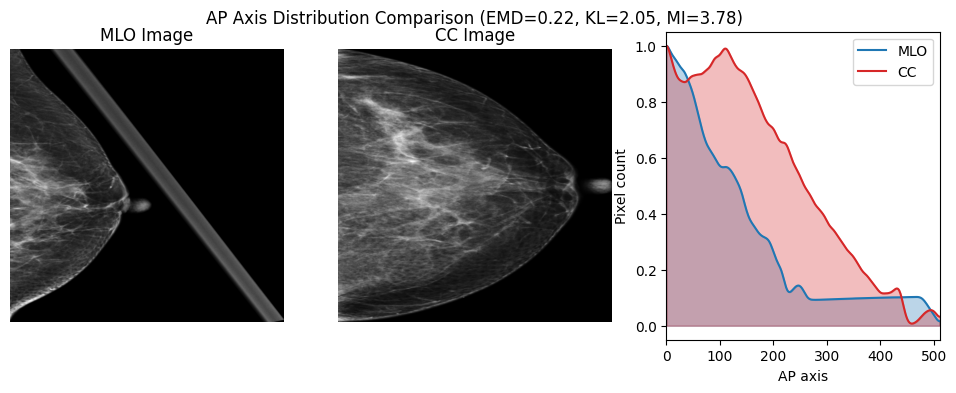 AP Axis Distribution Comparison (EMD=0.22, KL=2.05, MI=3.78)
MLO Image
CC Image
MLO
CC
Pixel count
1.0
0.8
0.6
0.4
0.2
0.0
0 100 200 300 400 500
AP axis